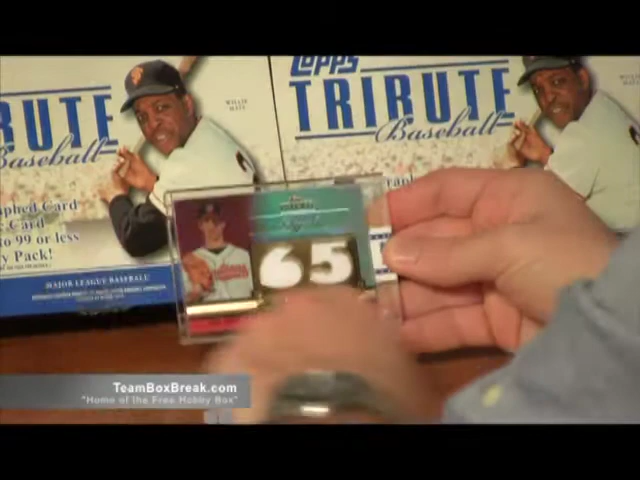 TOPPS
TRIBUTE
Baseball
WILLIE
MAYS
RIBUTE
Baseball
phed Card
Card
to 99 or less
Pack!
MAJOR LEAGUE BASEBALL
65
TeamBoxBreak.com
"Home of the Free Hobby Box"